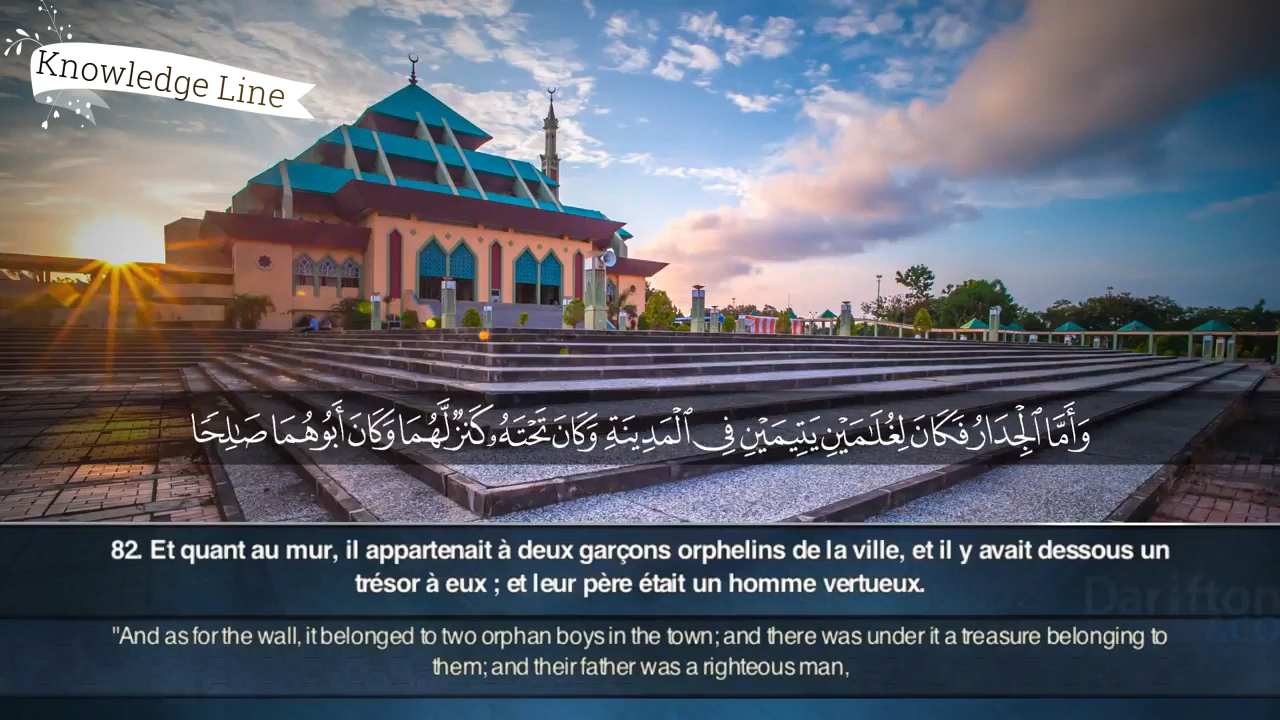 Knowledge Line
وَأَمَّا ٱلْجِدَارُ فَكَانَ لِغُلَٰمَيْنِ يَتِيمَيْنِ فِى ٱلْمَدِينَةِ وَكَانَ تَحْتَهُۥ كَنزٌ لَّهُمَا وَكَانَ أَبُوهُمَا صَٰلِحًا
82. Et quant au mur, il appartenait à deux garçons orphelins de la ville, et il y avait dessous un
trésor à eux ; et leur père était un homme vertueux.
"And as for the wall, it belonged to two orphan boys in the town; and there was under it a treasure belonging to
them; and their father was a righteous man,